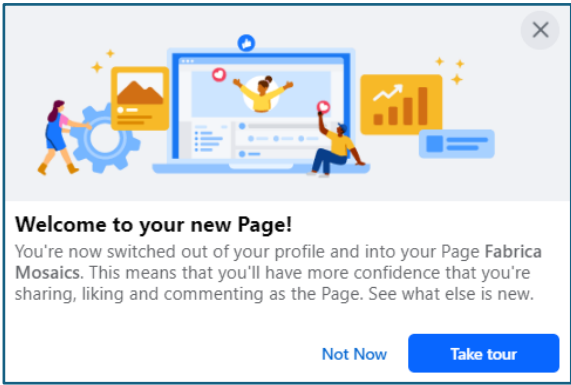 Welcome to your new Page!
You're now switched out of your profile and into your Page Fabrica
Mosaics. This means that you'll have more confidence that you're
sharing, liking and commenting as the Page. See what else is new.
Not Now
Take tour